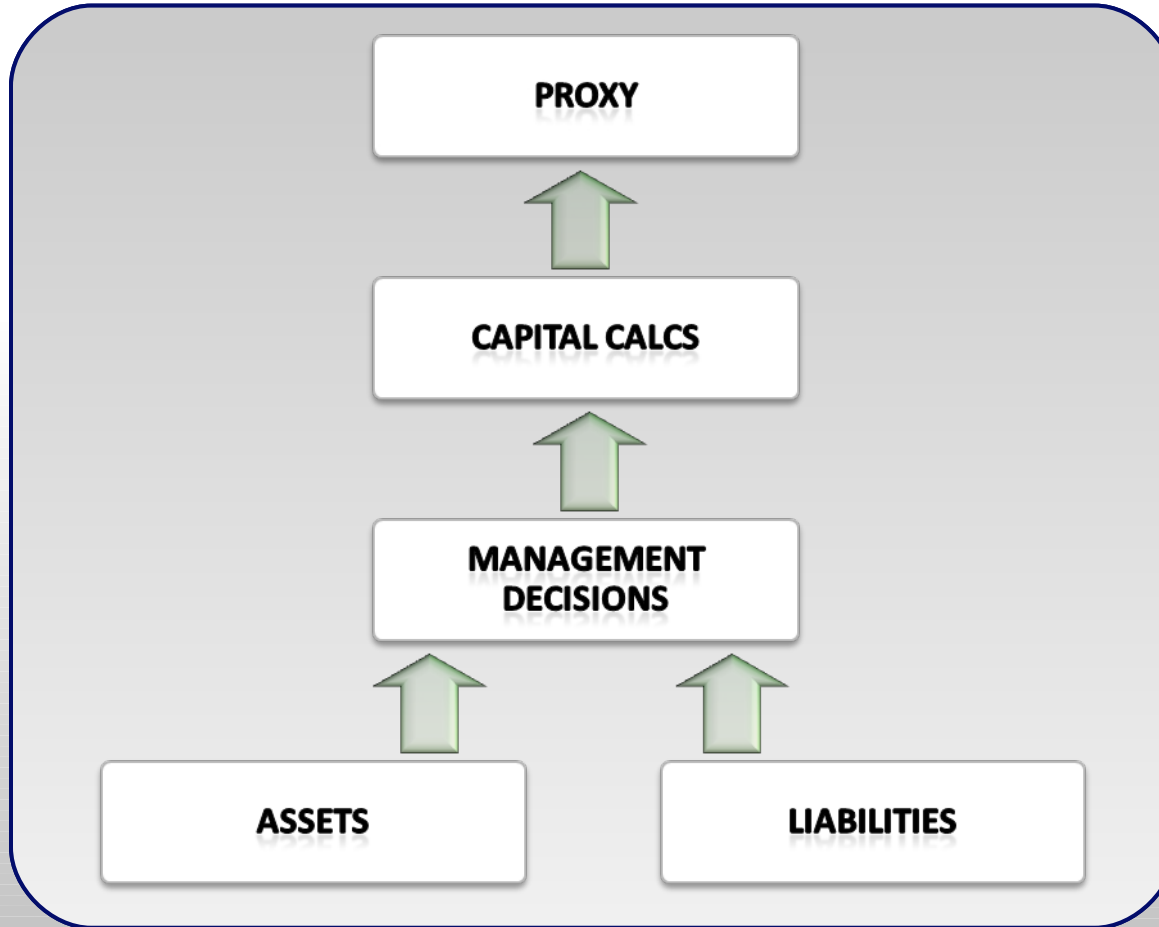 PROXY
CAPITAL CALCS
MANAGEMENT
DECISIONS
ASSETS
LIABILITIES